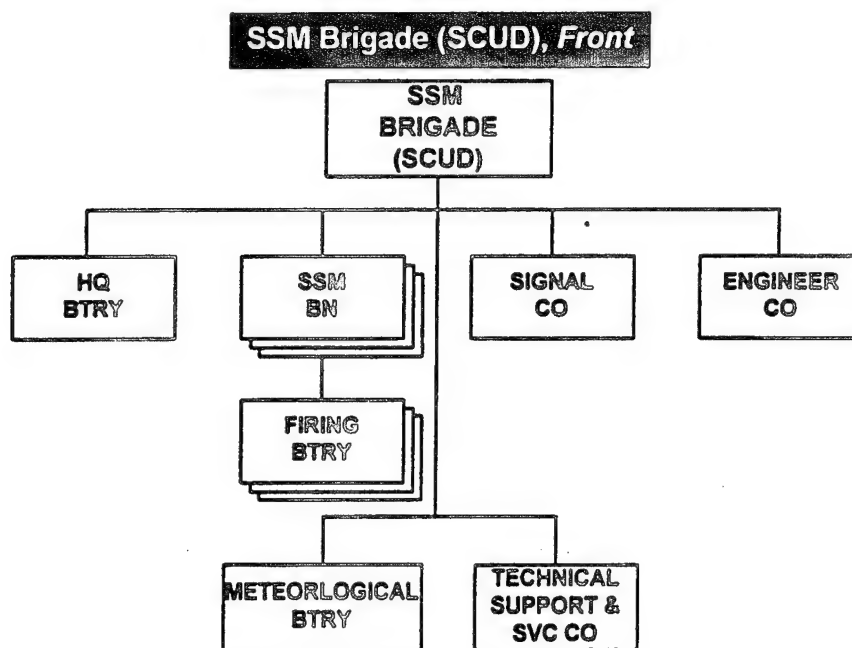 SSM Brigade (SCUD), Front
SSM
BRIGADE
(SCUD)
HQ
BTRY
SSM
BN
SIGNAL
CO
ENGINEER
CO
FIRING
BTRY
METEORLOGICAL
BTRY
TECHNICAL
SUPPORT &
SVC CO